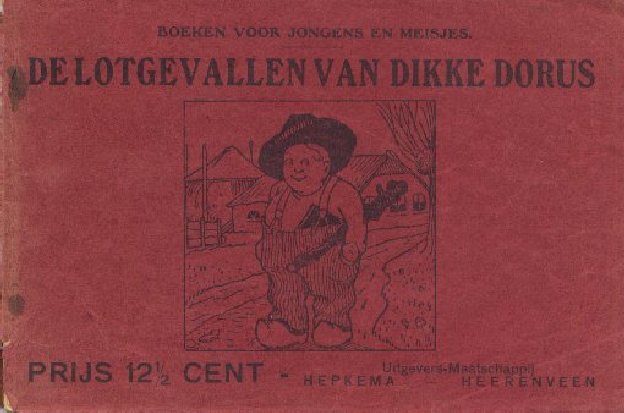 BOEKEN VOOR JONGENS EN MEISJES.
DE LOTGEVALLEN VAN DIKKE DORUS
PRIJS 12½ CENT -
Uitgevers-Maatschappij
HEPKEMA - HEERENVEEN